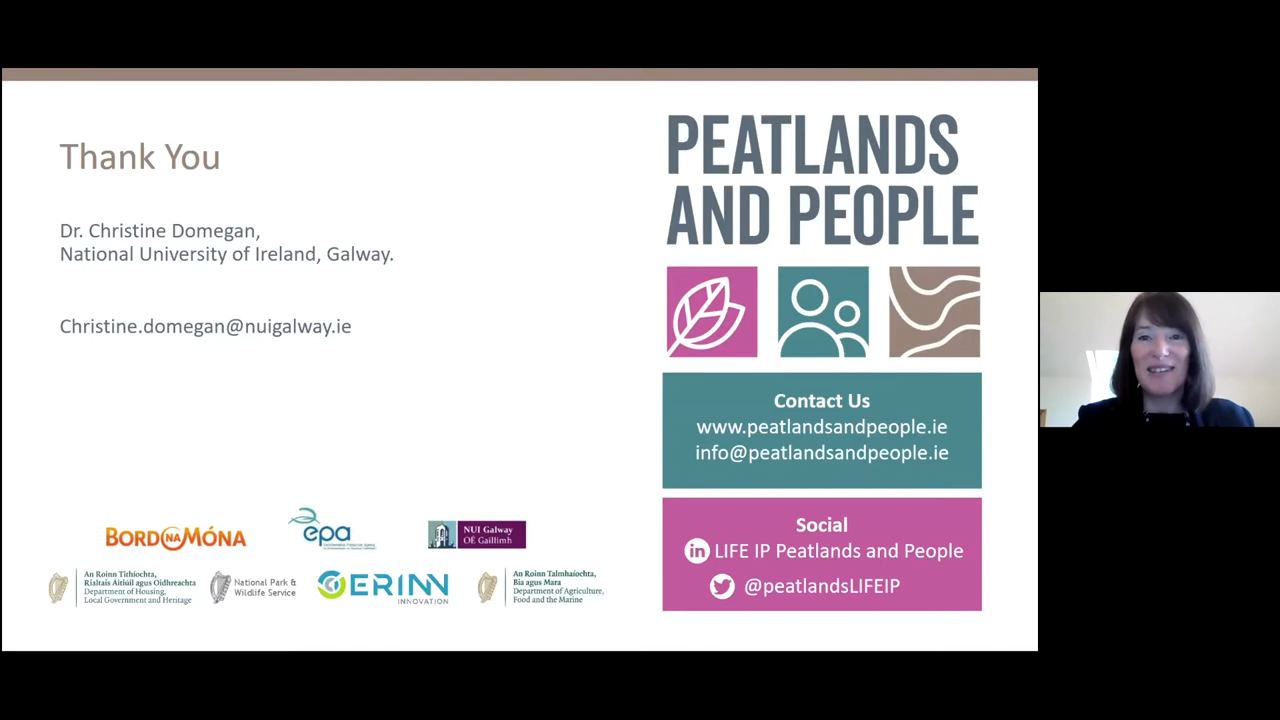 Thank You
Dr. Christine Domegan,
National University of Ireland, Galway.
Christine.domegan@nuigalway.ie
PEATLANDS
AND PEOPLE
Contact Us
www.peatlandsandpeople.ie
info@peatlandsandpeople.ie
Social
in LIFE IP Peatlands and People
@peatlandsLIFEIP
BORD NA MÓNA
epa
NUI Galway
OÉ Gaillimh
An Roinn Tithíochta,
Rialtais Áitiúil agus Oidhreachta
Department of Housing,
Local Government and Heritage
National Park &
Wildlife Service
ERINN
INNOVATION
An Roinn Talmhaíochta,
Bia agus Mara
Department of Agriculture,
Food and the Marine